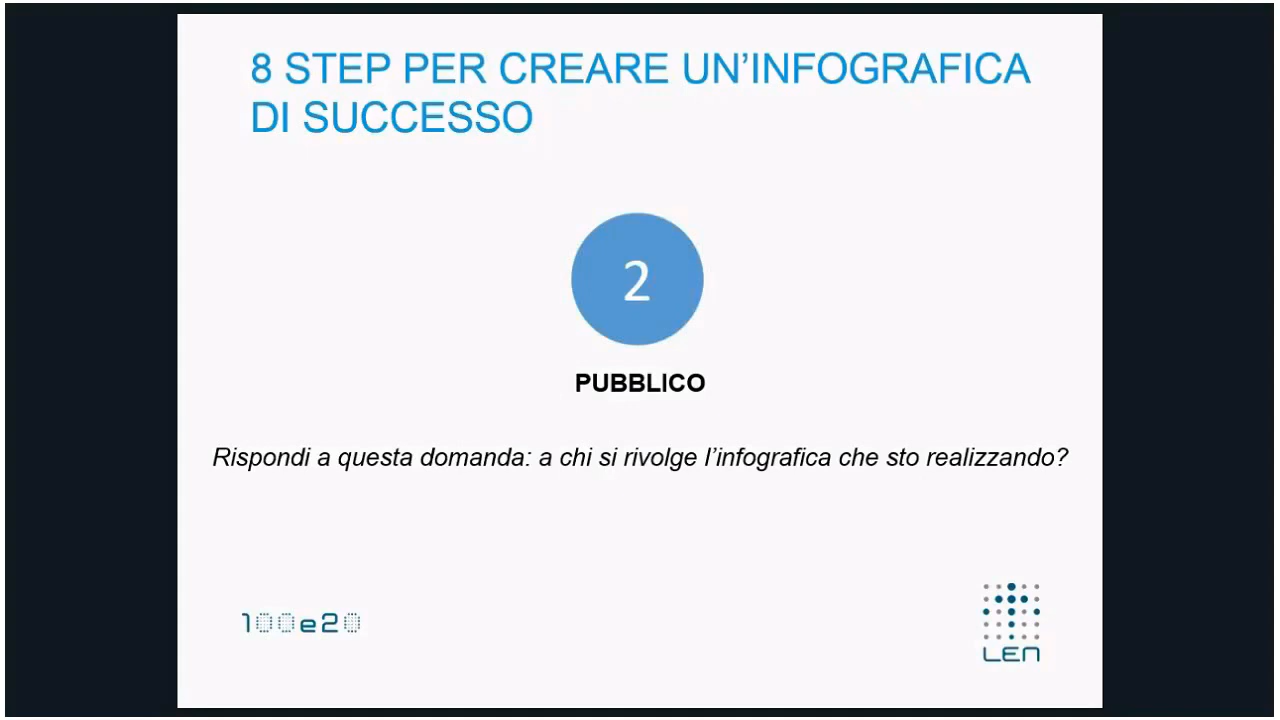 8 STEP PER CREARE UN’INFOGRAFICA
DI SUCCESSO
2
PUBBLICO
Rispondi a questa domanda: a chi si rivolge l’infografica che sto realizzando?
100e20
LEN